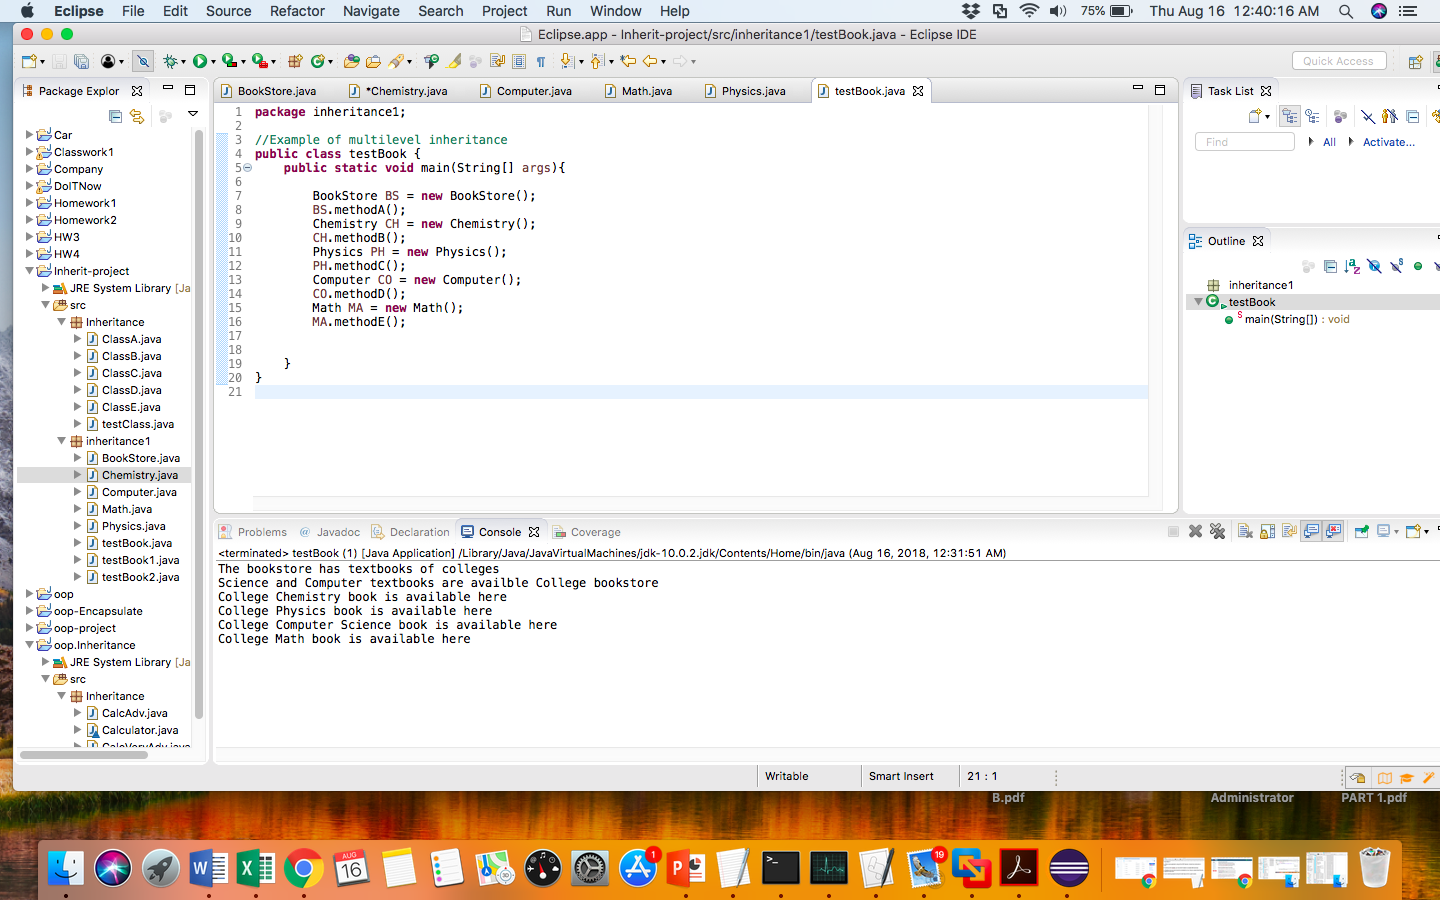 Eclipse File Edit Source Refactor Navigate Search Project Run Window Help 75% Thu Aug 16 12:40:16 AM
Eclipse.app - Inherit-project/src/inheritance1/testBook.java - Eclipse IDE
Quick Access
Package Explor
BookStore.java *Chemistry.java Computer.java Math.java Physics.java testBook.java
Task List
Find All Activate...
Car
Classwork1
Company
DoITNow
Homework1
Homework2
HW3
HW4
Inherit-project
JRE System Library [Ja
src
Inheritance
ClassA.java
ClassB.java
ClassC.java
ClassD.java
ClassE.java
testClass.java
inheritance1
BookStore.java
Chemistry.java
Computer.java
Math.java
Physics.java
testBook.java
testBook1.java
testBook2.java
oop
oop-Encapsulate
oop-project
oop.Inheritance
JRE System Library [Ja
src
Inheritance
CalcAdv.java
Calculator.java
CalcVeryAdv.java
1 package inheritance1;
2
3 //Example of multilevel inheritance
4 public class testBook {
5 public static void main(String[] args){
6
7 BookStore BS = new BookStore();
8 BS.methodA();
9 Chemistry CH = new Chemistry();
10 CH.methodB();
11 Physics PH = new Physics();
12 PH.methodC();
13 Computer CO = new Computer();
14 CO.methodD();
15 Math MA = new Math();
16 MA.methodE();
17
18
19 }
20 }
21
Outline
inheritance1
testBook
main(String[]) : void
Problems Javadoc Declaration Console Coverage
<terminated> testBook (1) [Java Application] /Library/Java/JavaVirtualMachines/jdk-10.0.2.jdk/Contents/Home/bin/java (Aug 16, 2018, 12:31:51 AM)
The bookstore has textbooks of colleges
Science and Computer textbooks are availble College bookstore
College Chemistry book is available here
College Physics book is available here
College Computer Science book is available here
College Math book is available here
Writable Smart Insert 21 : 1
B.pdf Administrator PART 1.pdf
AUG
16
1
19